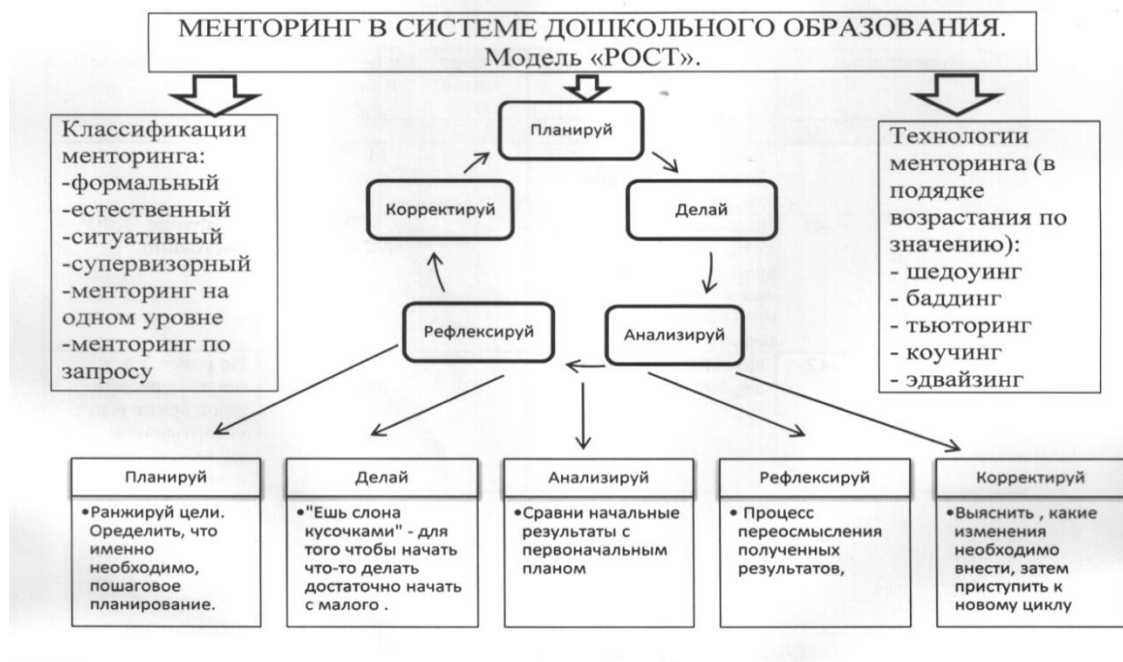 МЕНТОРИНГ В СИСТЕМЕ ДОШКОЛЬНОГО ОБРАЗОВАНИЯ.
Модель «РОСТ».
Классификации
менторинга:
-формальный
-естественный
-ситуативный
-супервизорный
-менторинг на
одном уровне
-менторинг по
запросу
Планируй
Делай
Анализируй
Рефлексируй
Корректируй
Технологии
менторинга (в
подядке
возрастания по
значению):
- шедоуинг
- баддинг
- тьюторинг
- коучинг
- эдвайзинг
Планируй
•Ранжируй цели.
Оределить, что
именно
необходимо,
пошаговое
планирование.
Делай
•"Ешь слона
кусочками" - для
того чтобы начать
что-то делать
достаточно начать
с малого .
Анализируй
•Сравни начальные
результаты с
первоначальным
планом
Рефлексируй
• Процесс
переосмысления
полученных
результатов,
Корректируй
•Выяснить , какие
изменения
необходимо
внести, затем
приступить к
новому циклу